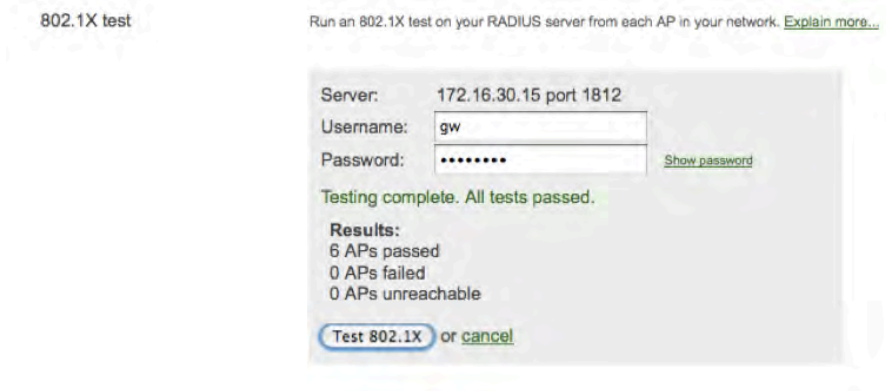 802.1X test
Run an 802.1X test on your RADIUS server from each AP in your network. Explain more...
Server: 172.16.30.15 port 1812
Username: gw
Password: •••••••• Show password
Testing complete. All tests passed.
Results:
6 APs passed
0 APs failed
0 APs unreachable
Test 802.1X or cancel